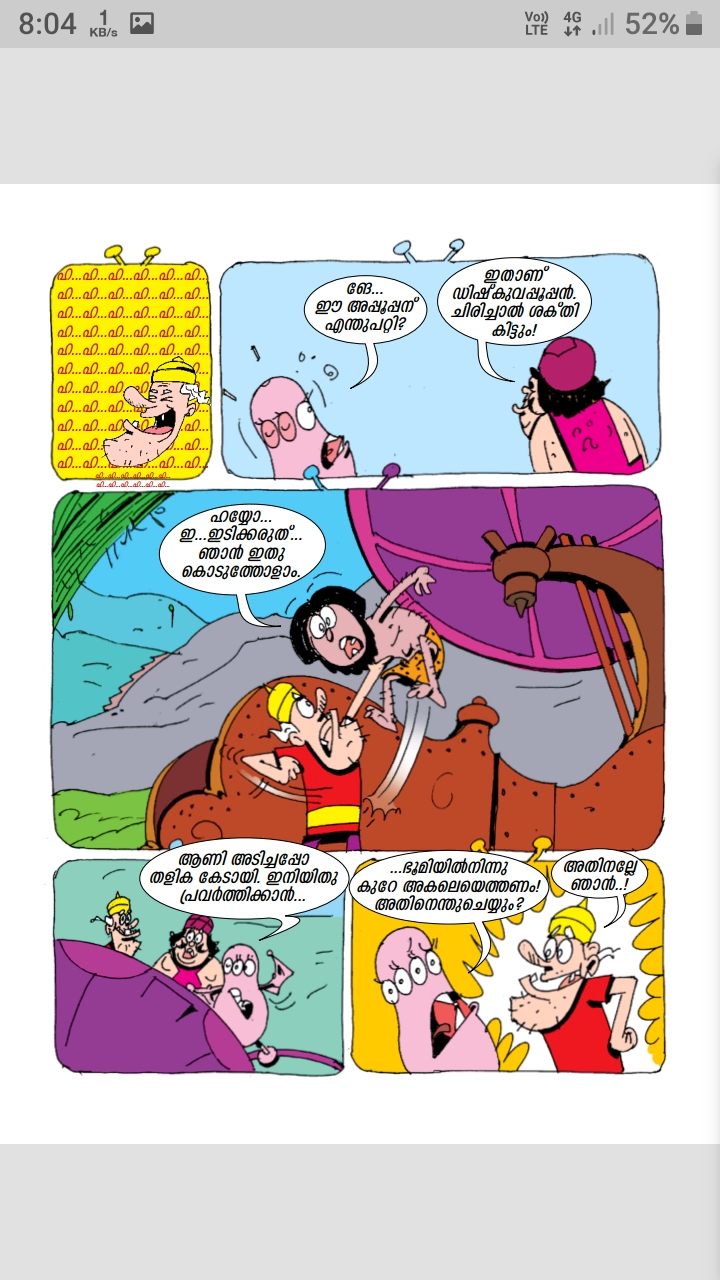 8:04
1
KB/s
Vo))
LTE
4G
52%
ഹി...ഹി...ഹി...ഹി...ഹി...ഹി...
ഹി...ഹി...ഹി...ഹി...ഹി...ഹി...
ഹി...ഹി...ഹി...ഹി...ഹി...ഹി...
ഹി...ഹി...ഹി...ഹി...ഹി...ഹി...
ഹി...ഹി...ഹി...ഹി...ഹി...ഹി...
ഹി...ഹി...ഹി...ഹി
ഹി...ഹി...ഹി
ഹി...ഹി...ഹി
ഹി...ഹി
ഹി...ഹി
ഹി...ഹി...ഹി...ഹി...ഹി...ഹി...
ഹി...ഹി...ഹി...ഹി...ഹി...ഹി...
ഹി...ഹി...ഹി...ഹി...ഹി...ഹി...
ങേ...
ഈ അപ്പൂപ്പന്
എന്തുപറ്റി?
ഇതാണ്
ഡിഷ്കുവപ്പൂപ്പൻ.
ചിരിച്ചാൽ ശക്തി
കിട്ടും!
ഹയ്യോ...
ഇ...ഇടിക്കരുത്...
ഞാൻ ഇതു
കൊടുത്തോളാം.
ആണി അടിച്ചപ്പോ
തളിക കേടായി. ഇനിയിതു
പ്രവർത്തിക്കാൻ...
...ഭൂമിയിൽനിന്നു
കുറേ അകലെയെത്തണം!
അതിനെന്തുചെയ്യും?
അതിനല്ലേ
ഞാൻ..!